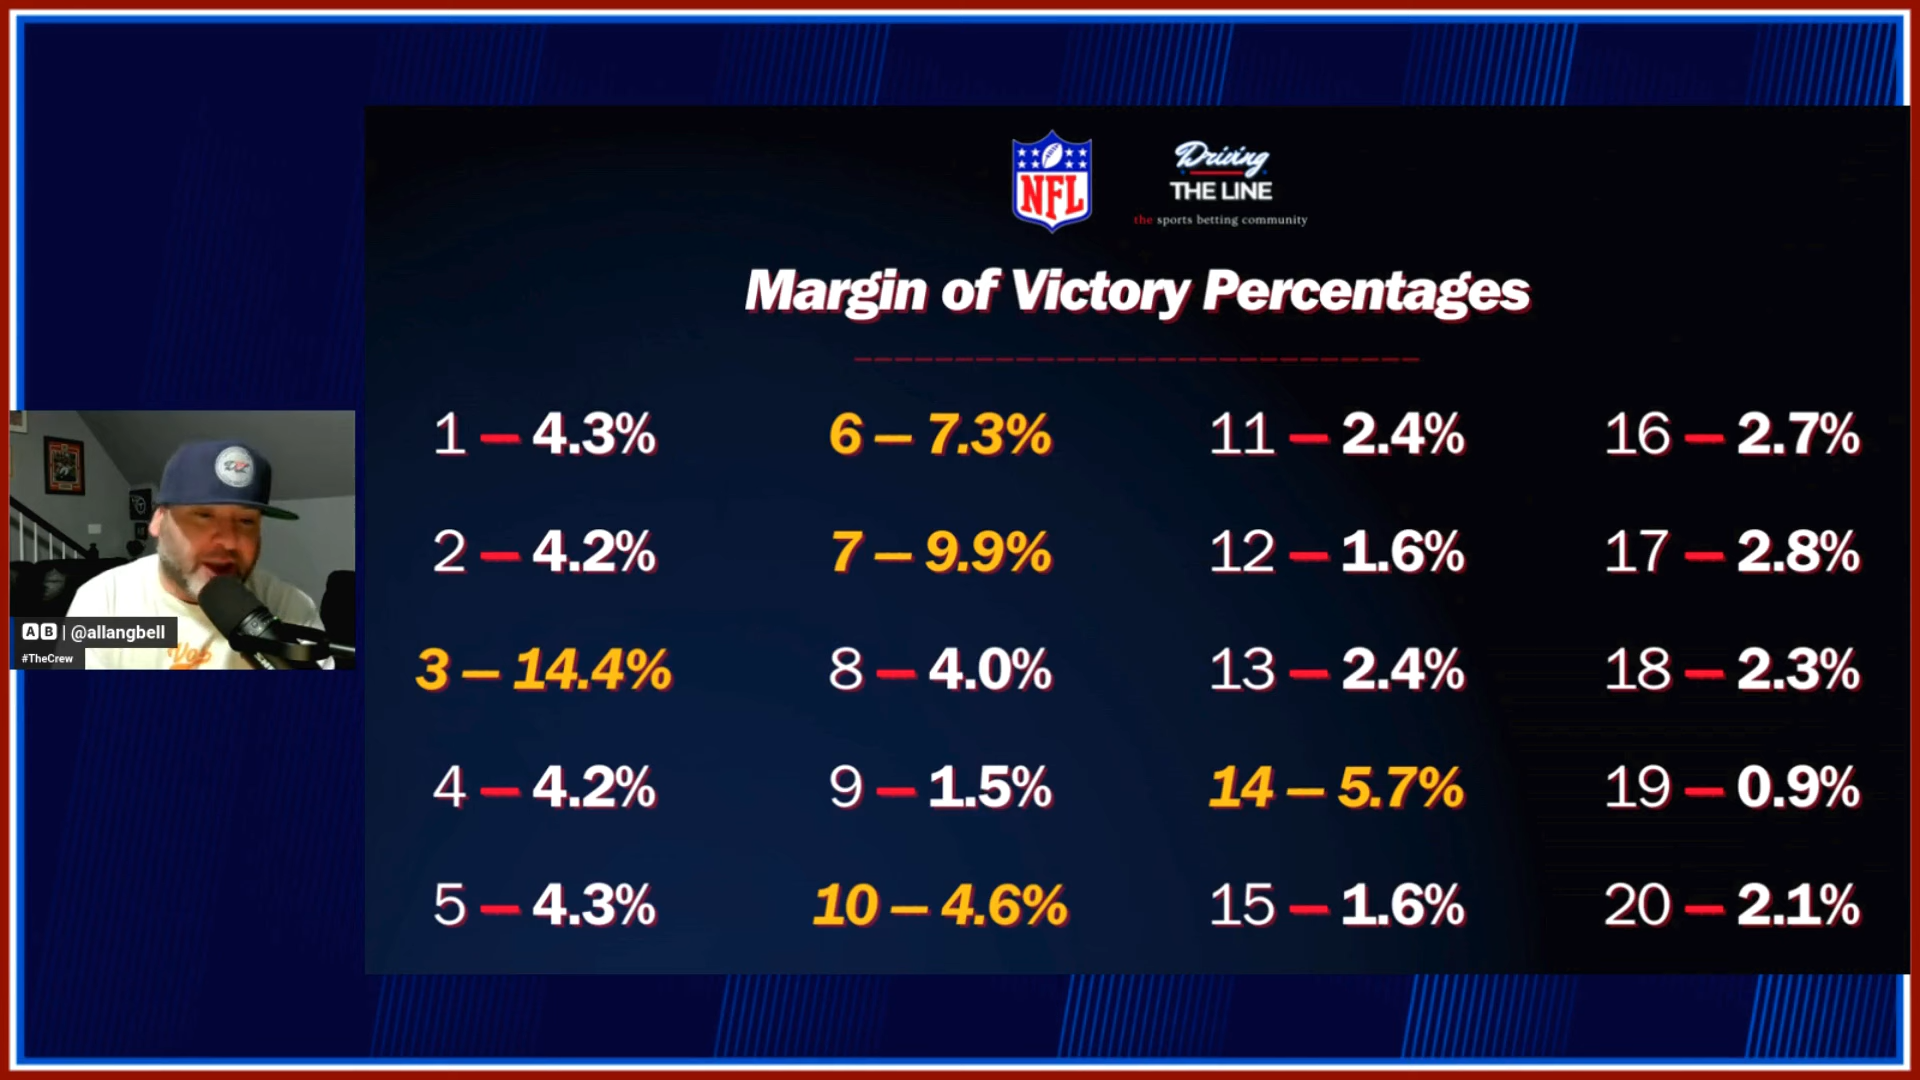 NFL
Driving
THE LINE
the sports betting community
Margin of Victory Percentages
1 — 4.3%
2 — 4.2%
3 — 14.4%
4 — 4.2%
5 — 4.3%
6 — 7.3%
7 — 9.9%
8 — 4.0%
9 — 1.5%
10 — 4.6%
11 — 2.4%
12 — 1.6%
13 — 2.4%
14 — 5.7%
15 — 1.6%
16 — 2.7%
17 — 2.8%
18 — 2.3%
19 — 0.9%
20 — 2.1%
AB | @allangbell
#TheCrew